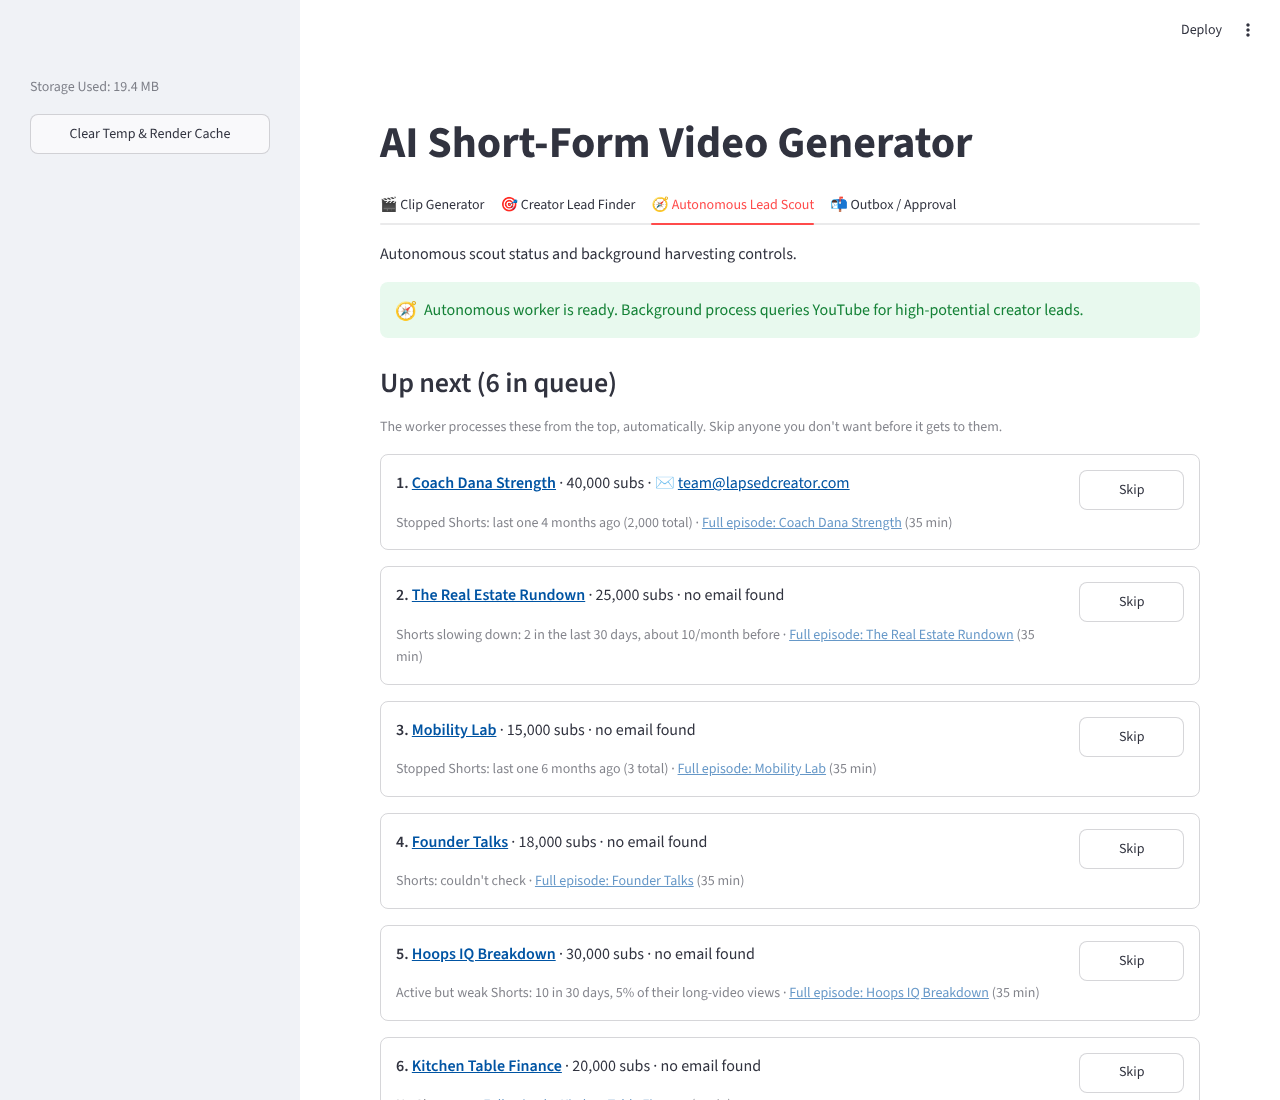 Deploy
Storage Used: 19.4 MB
Clear Temp & Render Cache
AI Short-Form Video Generator
🎬 Clip Generator
🎯 Creator Lead Finder
🧭 Autonomous Lead Scout
📬 Outbox / Approval
Autonomous scout status and background harvesting controls.
🧭 Autonomous worker is ready. Background process queries YouTube for high-potential creator leads.
Up next (6 in queue)
The worker processes these from the top, automatically. Skip anyone you don't want before it gets to them.
1. Coach Dana Strength · 40,000 subs · ✉️ team@lapsedcreator.com
Skip
Stopped Shorts: last one 4 months ago (2,000 total) · Full episode: Coach Dana Strength (35 min)
2. The Real Estate Rundown · 25,000 subs · no email found
Skip
Shorts slowing down: 2 in the last 30 days, about 10/month before · Full episode: The Real Estate Rundown (35
min)
3. Mobility Lab · 15,000 subs · no email found
Skip
Stopped Shorts: last one 6 months ago (3 total) · Full episode: Mobility Lab (35 min)
4. Founder Talks · 18,000 subs · no email found
Skip
Shorts: couldn't check · Full episode: Founder Talks (35 min)
5. Hoops IQ Breakdown · 30,000 subs · no email found
Skip
Active but weak Shorts: 10 in 30 days, 5% of their long-video views · Full episode: Hoops IQ Breakdown (35 min)
6. Kitchen Table Finance · 20,000 subs · no email found
Skip